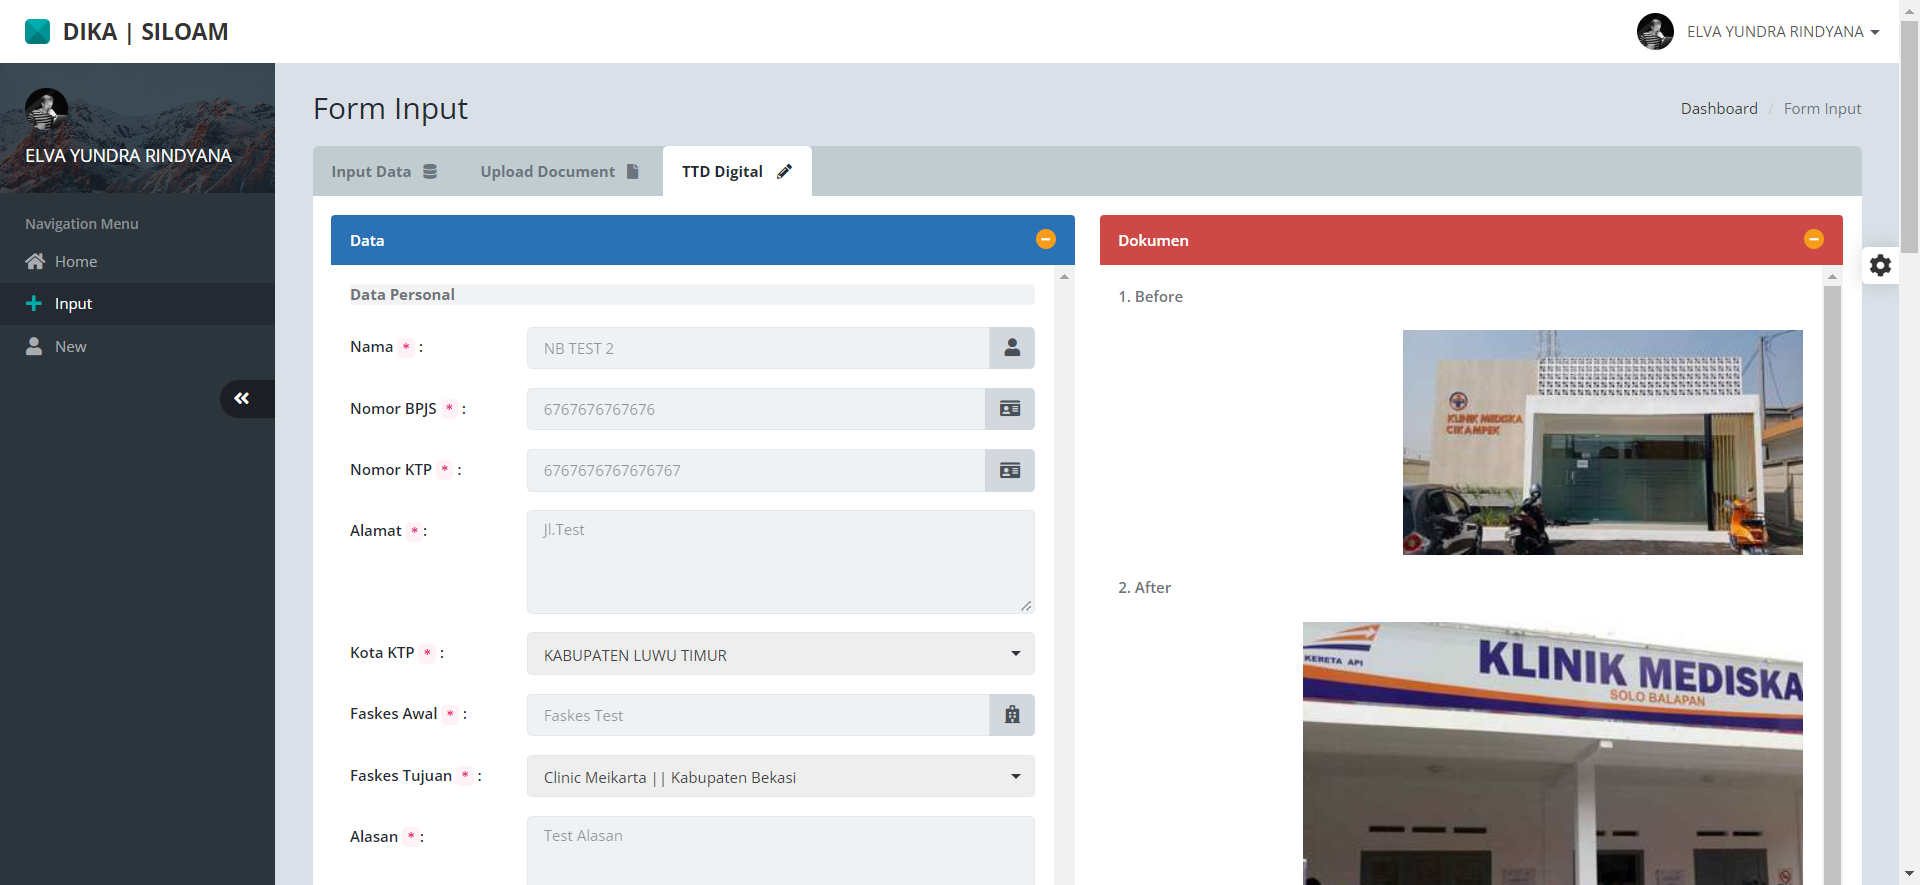 DIKA | SILOAM
ELVA YUNDRA RINDYANA
ELVA YUNDRA RINDYANA
Navigation Menu
Home
Input
New
Form Input
Dashboard / Form Input
Input Data
Upload Document
TTD Digital
Data
Data Personal
Nama * :
NB TEST 2
Nomor BPJS * :
6767676767676
Nomor KTP * :
6767676767676767
Alamat * :
Jl.Test
Kota KTP * :
KABUPATEN LUWU TIMUR
Faskes Awal * :
Faskes Test
Faskes Tujuan * :
Clinic Meikarta || Kabupaten Bekasi
Alasan * :
Test Alasan
Dokumen
1. Before
KLINIK MEDISKA
CIKAMPEK
2. After
KERETA API
KLINIK MEDISKA
SOLO BALAPAN